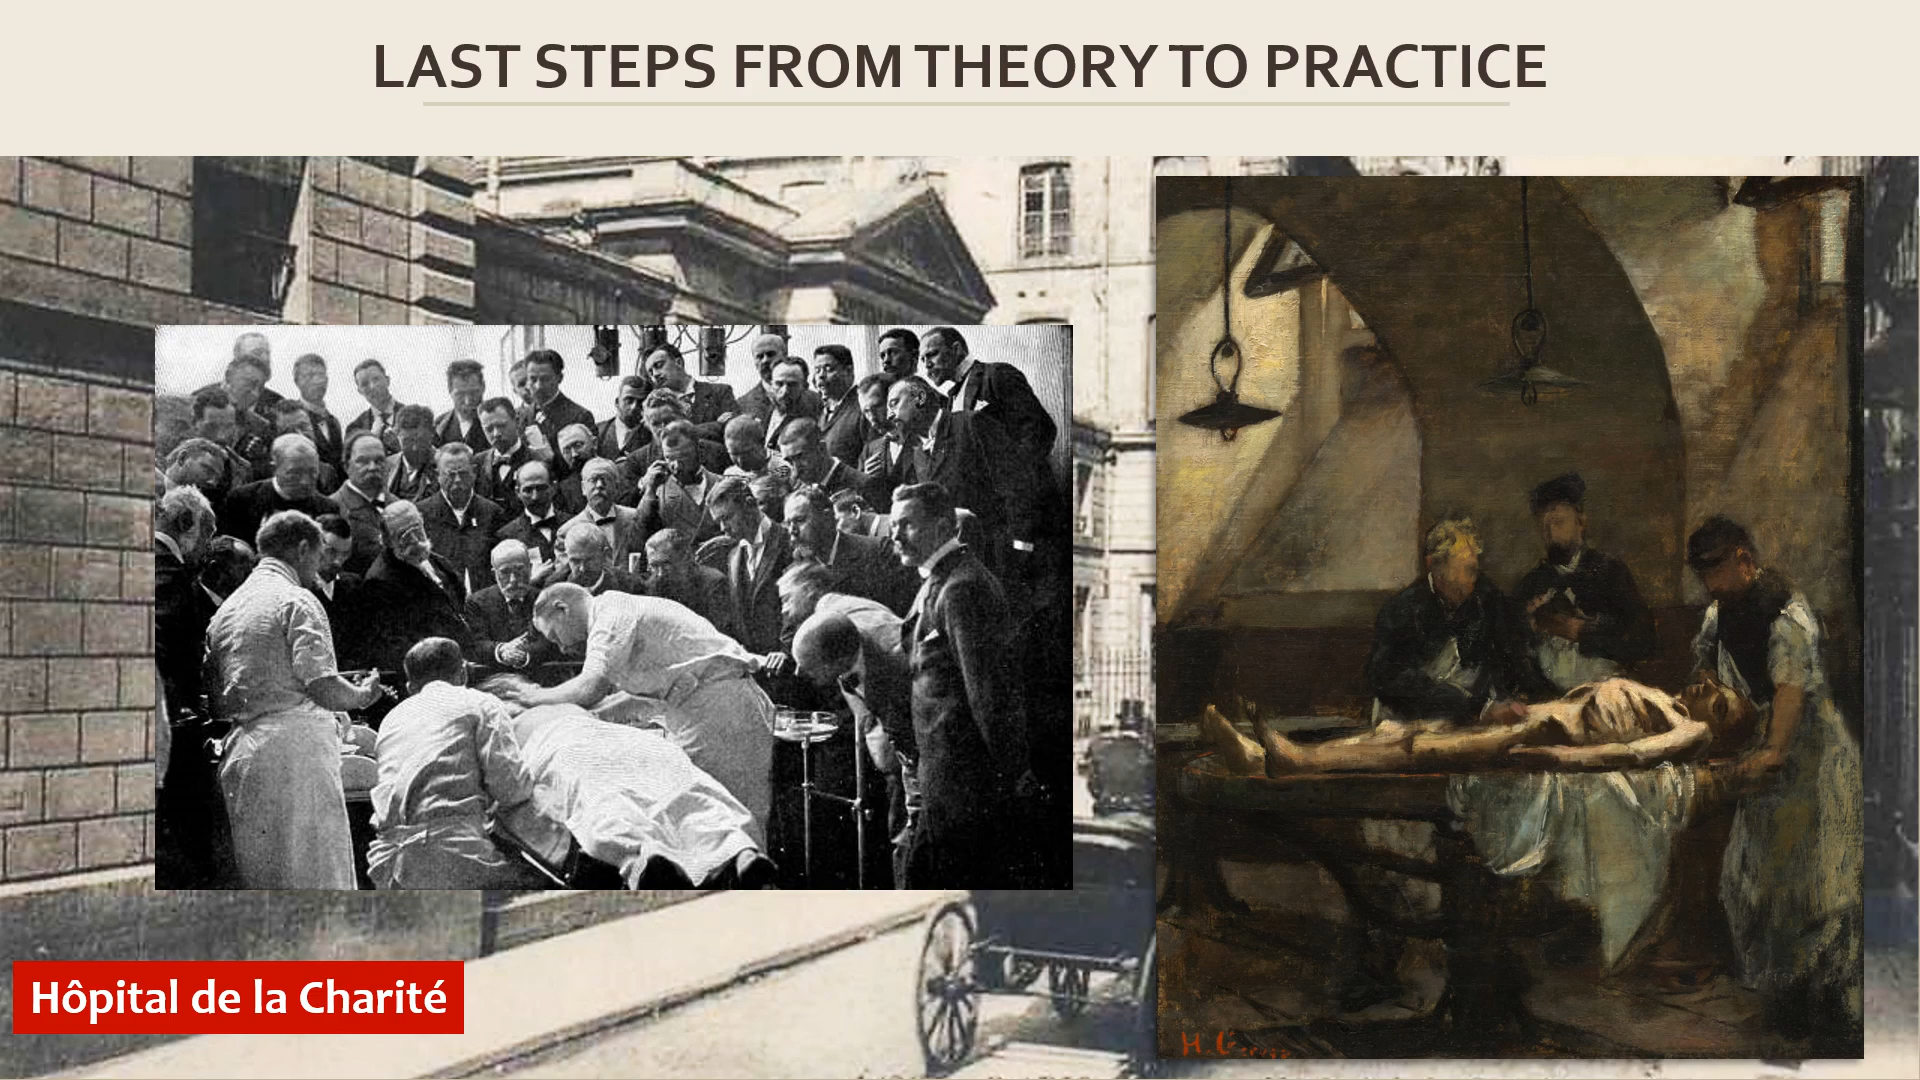 LAST STEPS FROM THEORY TO PRACTICE
Hôpital de la Charité